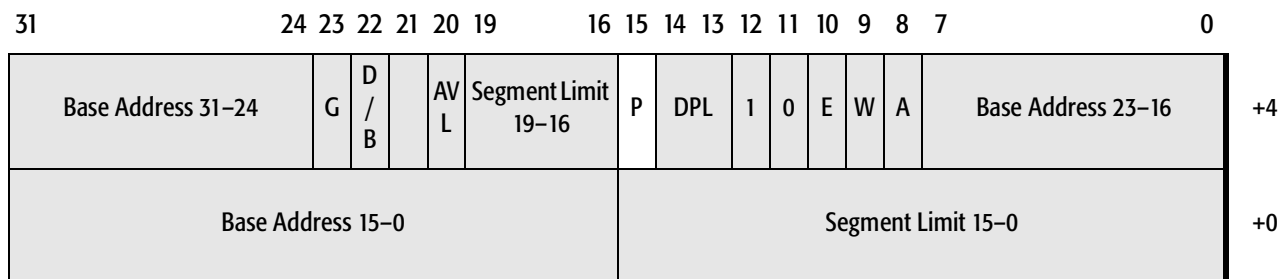 31 24 23 22 21 20 19 16 15 14 13 12 11 10 9 8 7 0
Base Address 31–24 G D/B AVL Segment Limit 19–16 P DPL 1 0 E W A Base Address 23–16 +4
Base Address 15–0 Segment Limit 15–0 +0